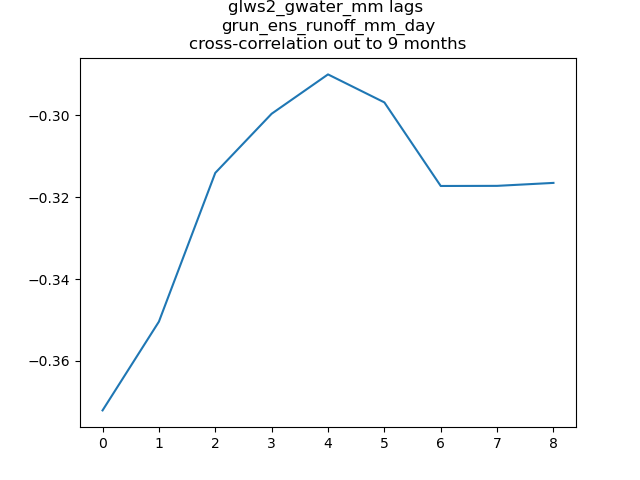 glws2_gwater_mm lags
grun_ens_runoff_mm_day
cross-correlation out to 9 months
−0.30
−0.32
−0.34
−0.36
0 1 2 3 4 5 6 7 8